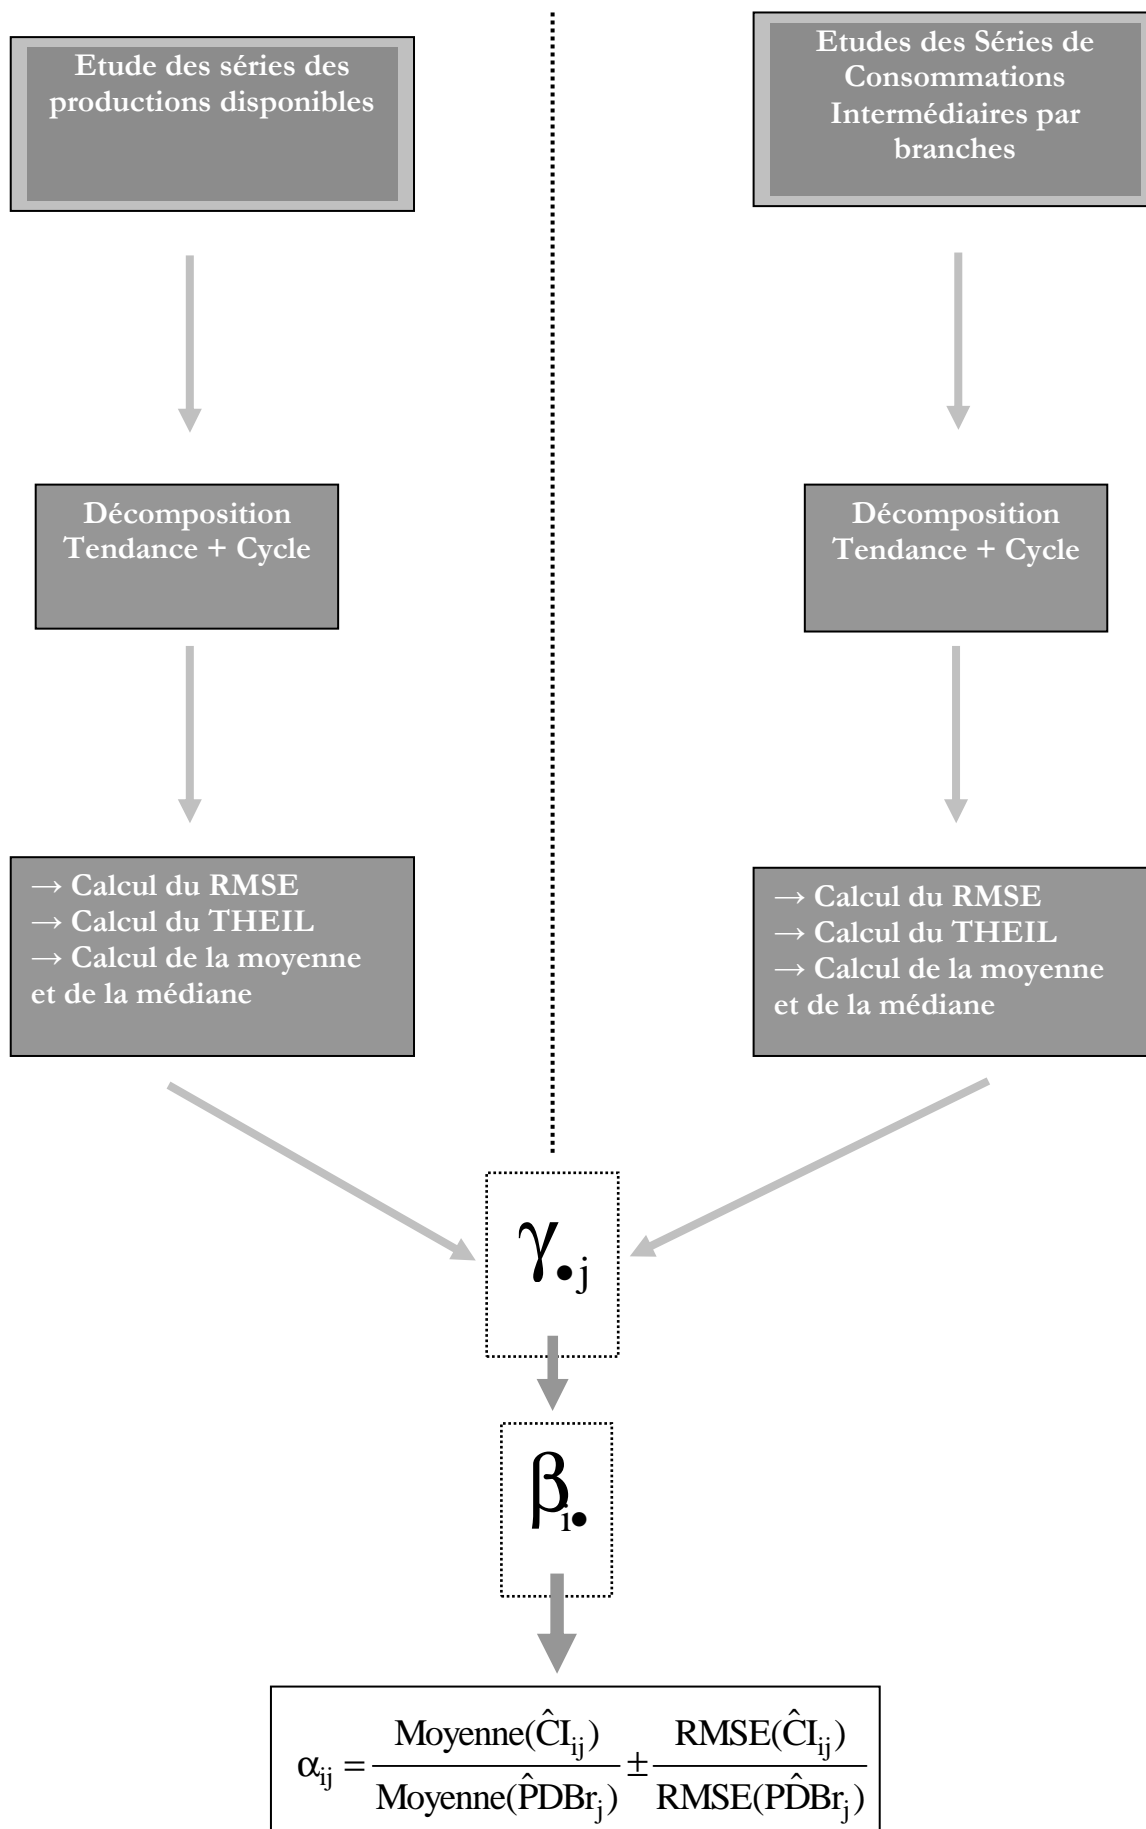 Etude des séries des
productions disponibles
Etudes des Séries de
Consommations
Intermédiaires par
branches
Décomposition
Tendance + Cycle
Décomposition
Tendance + Cycle
→ Calcul du RMSE
→ Calcul du THEIL
→ Calcul de la moyenne
et de la médiane
→ Calcul du RMSE
→ Calcul du THEIL
→ Calcul de la moyenne
et de la médiane
γ•j
βi•
αij = Moyenne(ĈIij) / Moyenne(P̂DBrj) ± RMSE(ĈIij) / RMSE(PD̂Brj)